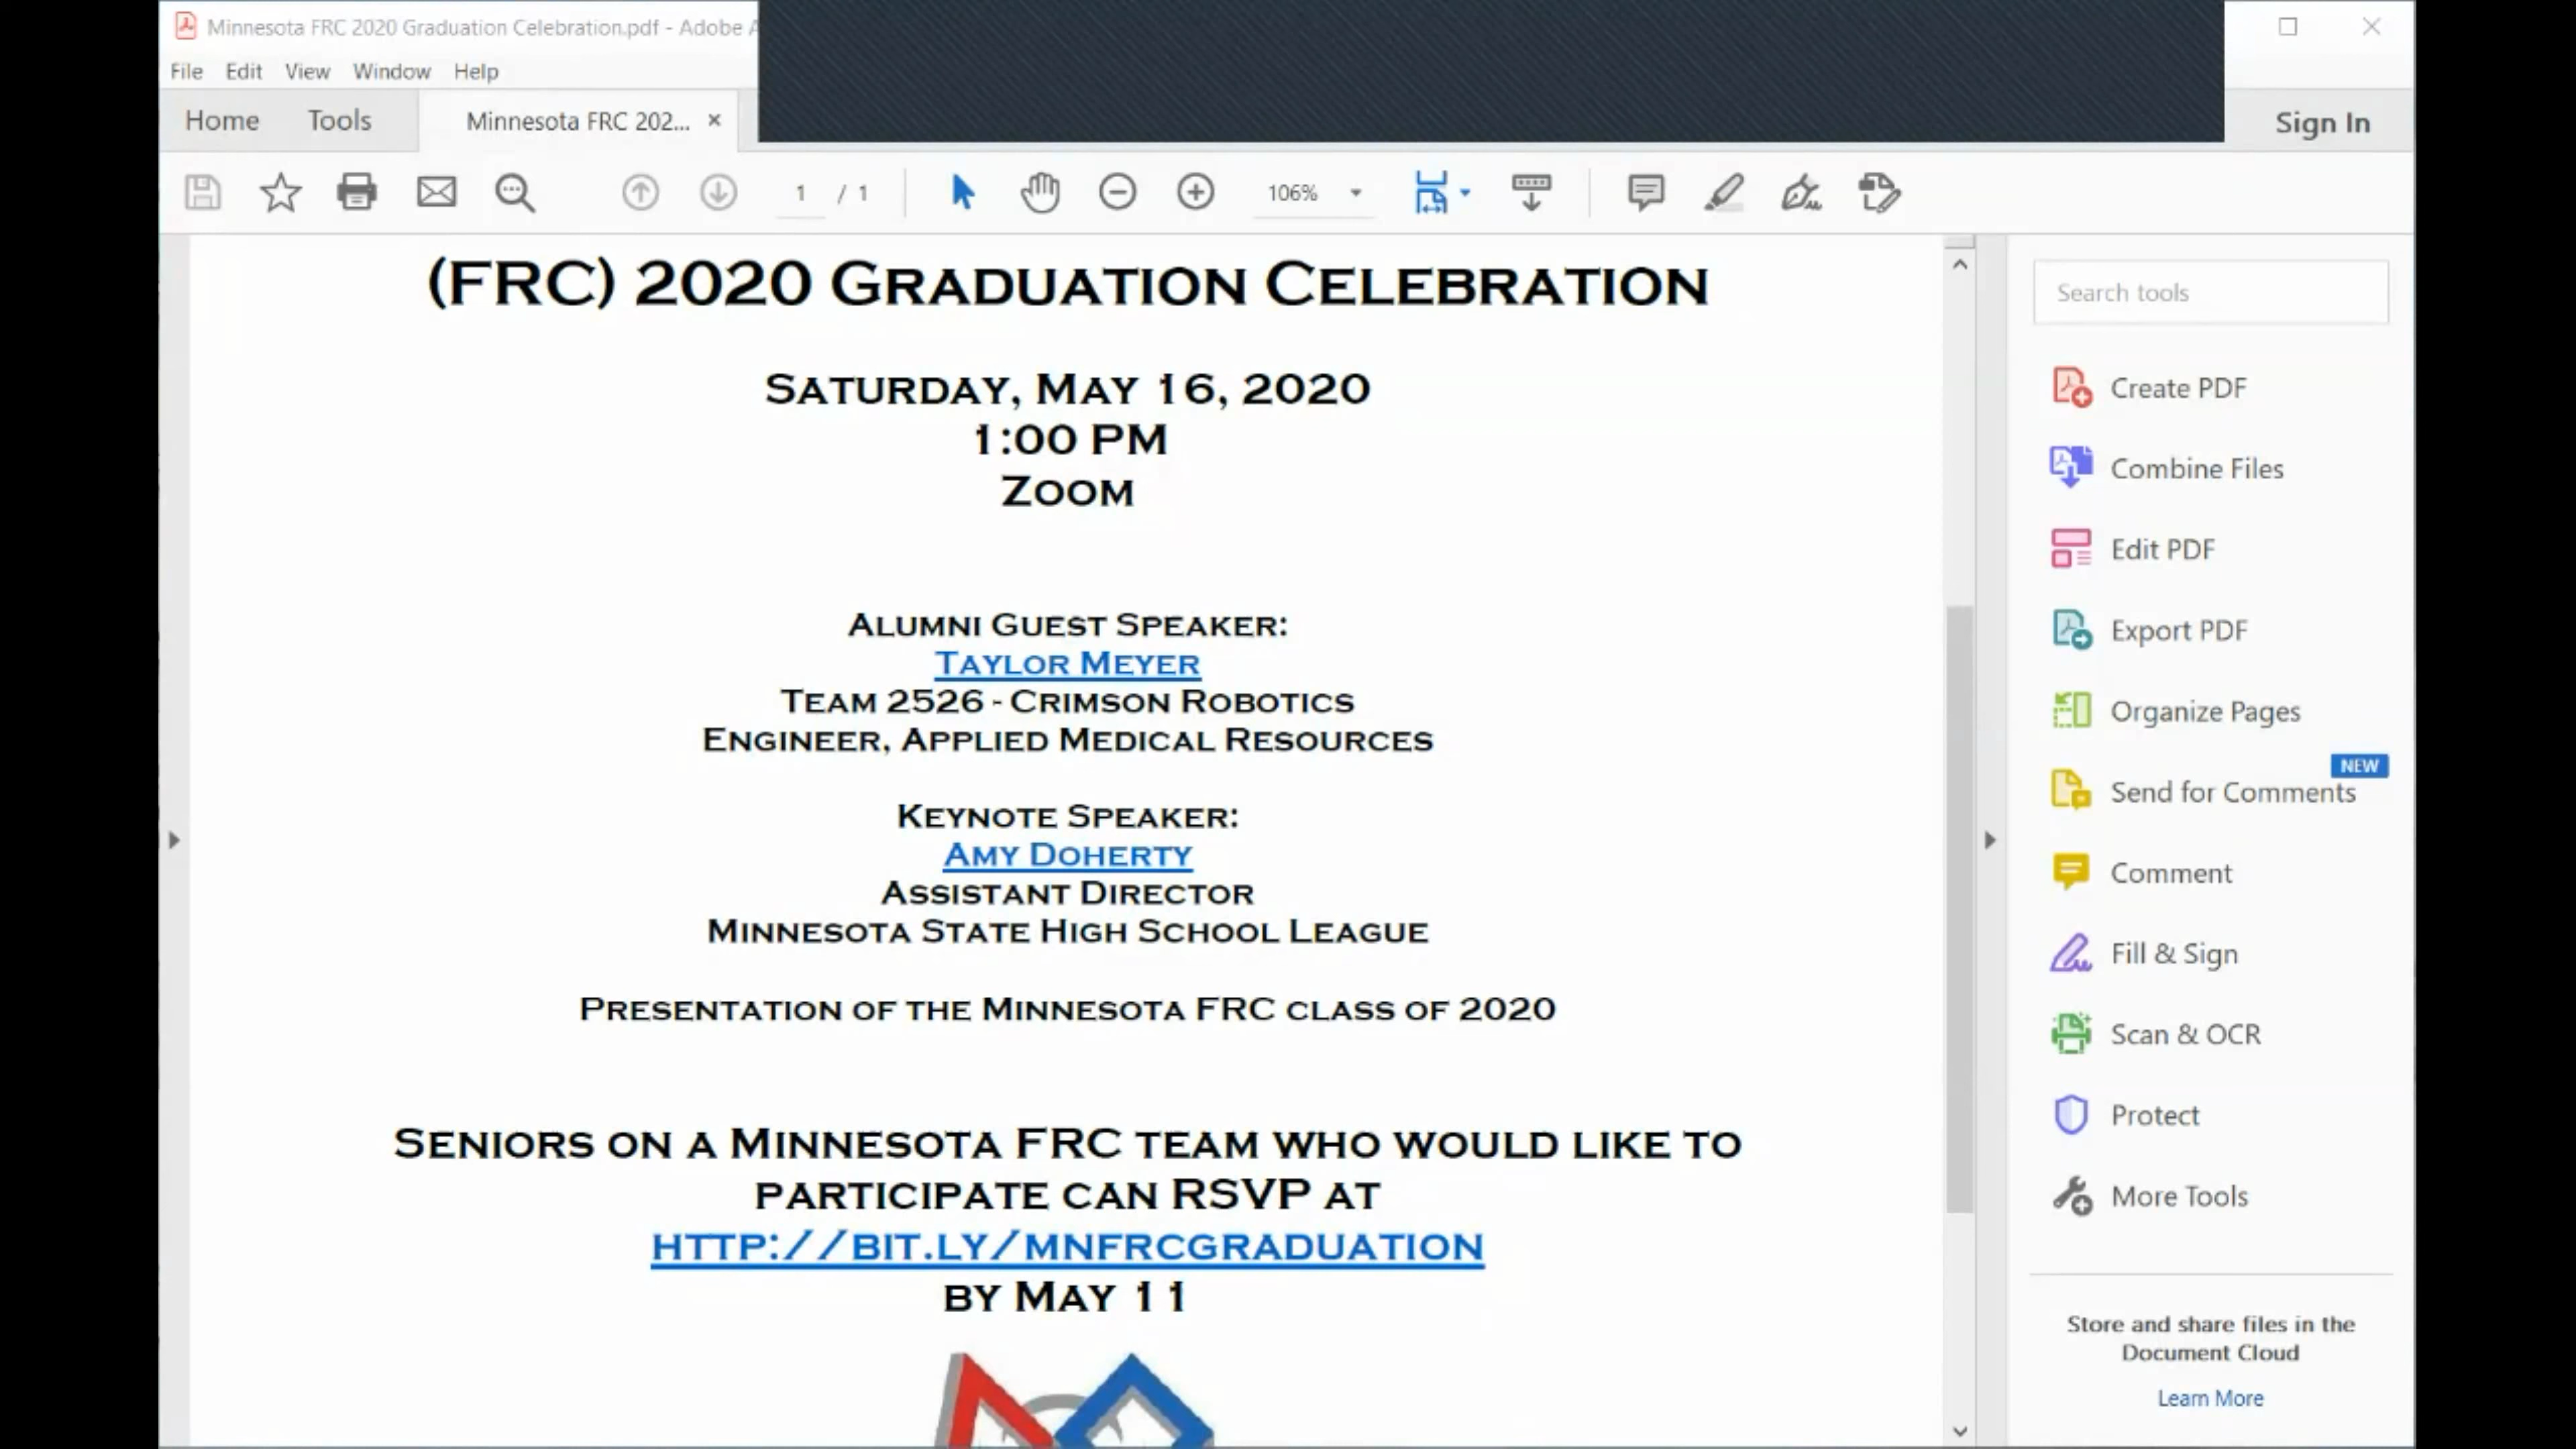 Minnesota FRC 2020 Graduation Celebration.pdf - Adobe A
File Edit View Window Help
Home Tools Minnesota FRC 202... ×
Sign In
1 / 1
106%
(FRC) 2020 Graduation Celebration
Saturday, May 16, 2020
1:00 PM
Zoom
Alumni Guest Speaker:
Taylor Meyer
Team 2526 - Crimson Robotics
Engineer, Applied Medical Resources
Keynote Speaker:
Amy Doherty
Assistant Director
Minnesota State High School League
Presentation of the Minnesota FRC class of 2020
Seniors on a Minnesota FRC team who would like to
participate can RSVP at
http://bit.ly/mnfrcgraduation
by May 11
Search tools
Create PDF
Combine Files
Edit PDF
Export PDF
Organize Pages
NEW
Send for Comments
Comment
Fill & Sign
Scan & OCR
Protect
More Tools
Store and share files in the
Document Cloud
Learn More